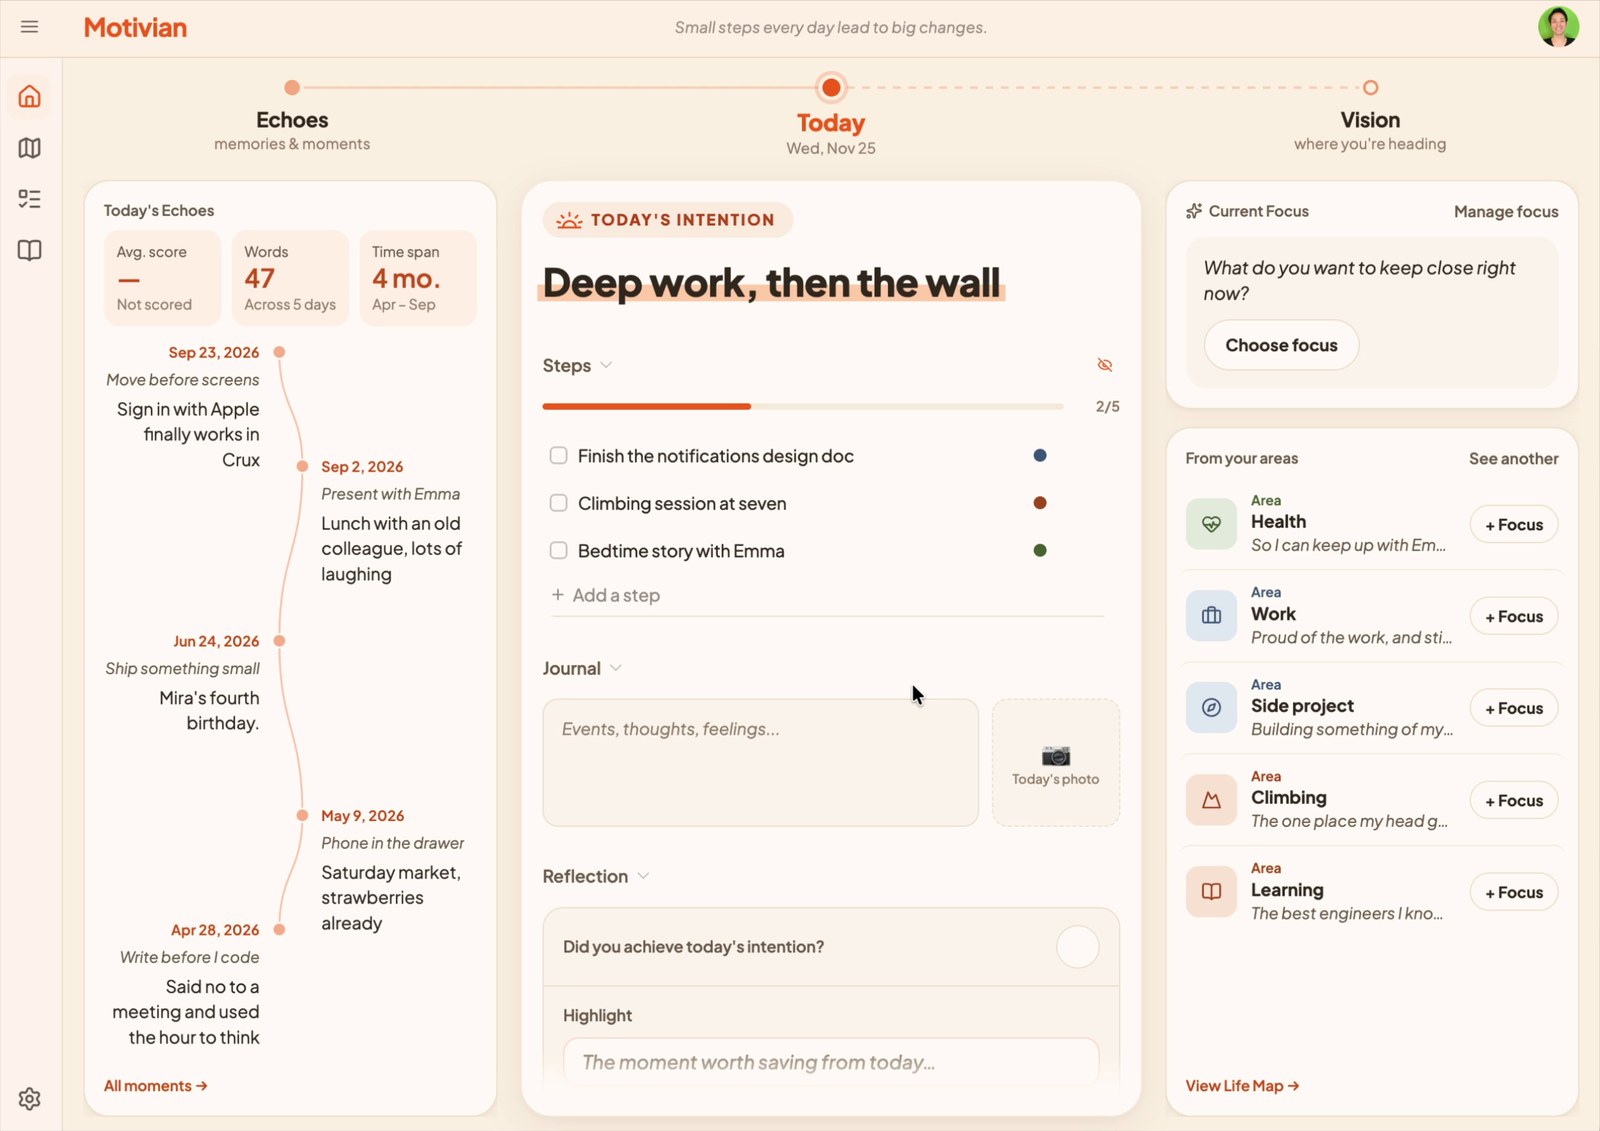 Motivian
Small steps every day lead to big changes.
Echoes
memories & moments
Today
Wed, Nov 25
Vision
where you're heading
Today's Echoes
Avg. score
—
Not scored
Words
47
Across 5 days
Time span
4 mo.
Apr – Sep
Sep 23, 2026
Move before screens
Sign in with Apple
finally works in
Crux
Sep 2, 2026
Present with Emma
Lunch with an old
colleague, lots of
laughing
Jun 24, 2026
Ship something small
Mira's fourth
birthday.
May 9, 2026
Phone in the drawer
Saturday market,
strawberries
already
Apr 28, 2026
Write before I code
Said no to a
meeting and used
the hour to think
All moments →
TODAY'S INTENTION
Deep work, then the wall
Steps
2/5
Finish the notifications design doc
Climbing session at seven
Bedtime story with Emma
+ Add a step
Journal
Events, thoughts, feelings...
Today's photo
Reflection
Did you achieve today's intention?
Highlight
The moment worth saving from today...
Current Focus
Manage focus
What do you want to keep close right
now?
Choose focus
From your areas
See another
Area
Health
So I can keep up with Em...
+ Focus
Area
Work
Proud of the work, and sti...
+ Focus
Area
Side project
Building something of my...
+ Focus
Area
Climbing
The one place my head g...
+ Focus
Area
Learning
The best engineers I kno...
+ Focus
View Life Map →